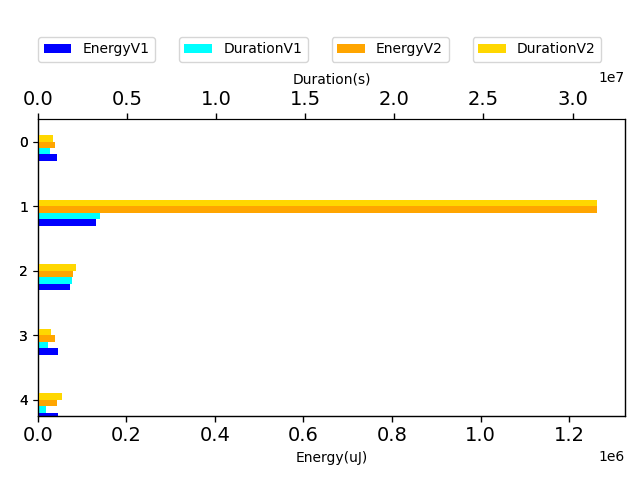 EnergyV1 DurationV1 EnergyV2 DurationV2
Duration(s) 1e7
0.0 0.5 1.0 1.5 2.0 2.5 3.0
0
1
2
3
4
0.0 0.2 0.4 0.6 0.8 1.0 1.2
Energy(uJ) 1e6